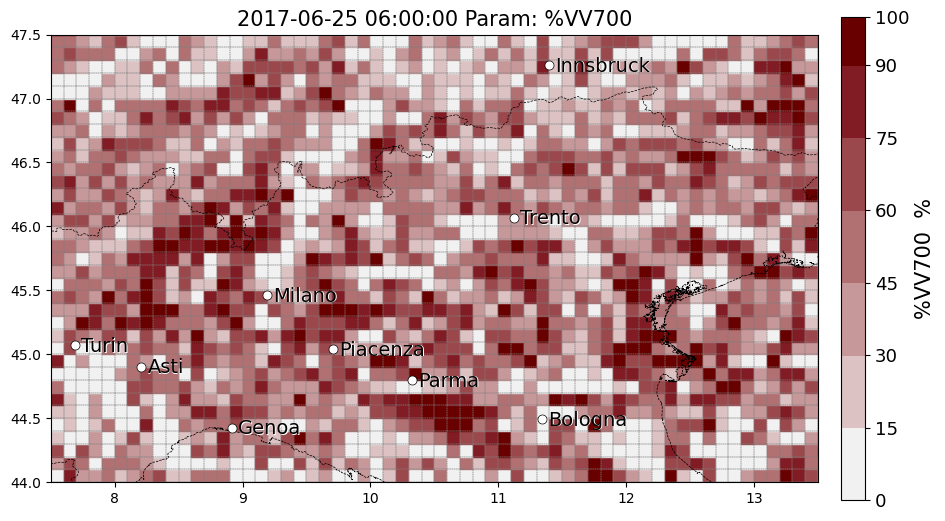 2017-06-25 06:00:00 Param: %VV700
47.5
47.0
46.5
46.0
45.5
45.0
44.5
44.0
8
9
10
11
12
13
Innsbruck
Trento
Milano
Turin
Piacenza
Asti
Parma
Bologna
Genoa
100
90
75
60
45
30
15
0
%VV700 %